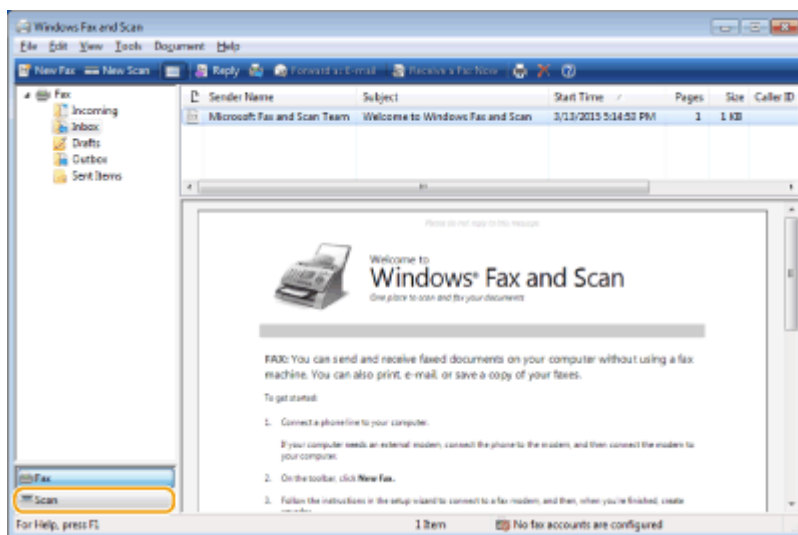 Windows Fax and Scan
File Edit View Tools Document Help
New Fax New Scan Reply Forward as E-mail Receive a Fax Now
Fax
Incoming
Inbox
Drafts
Outbox
Sent Items
Sender Name Subject Start Time Pages Size Caller ID
Microsoft Fax and Scan Team Welcome to Windows Fax and Scan 3/13/2015 5:14:53 PM 1 1 KB
Please do not reply to this message.
Welcome to
Windows® Fax and Scan
One place to scan and fax your documents
FAX: You can send and receive faxed documents on your computer without using a fax
machine. You can also print, e-mail, or save a copy of your faxes.
To get started:
1. Connect a phone line to your computer.
If your computer needs an external modem, connect the phone to the modem, and then connect the modem to
your computer.
2. On the toolbar, click New Fax.
3. Follow the instructions in the setup wizard to connect to a fax modem, and then, when you're finished, create
Fax
Scan
For Help, press F1
1 Item
No fax accounts are configured